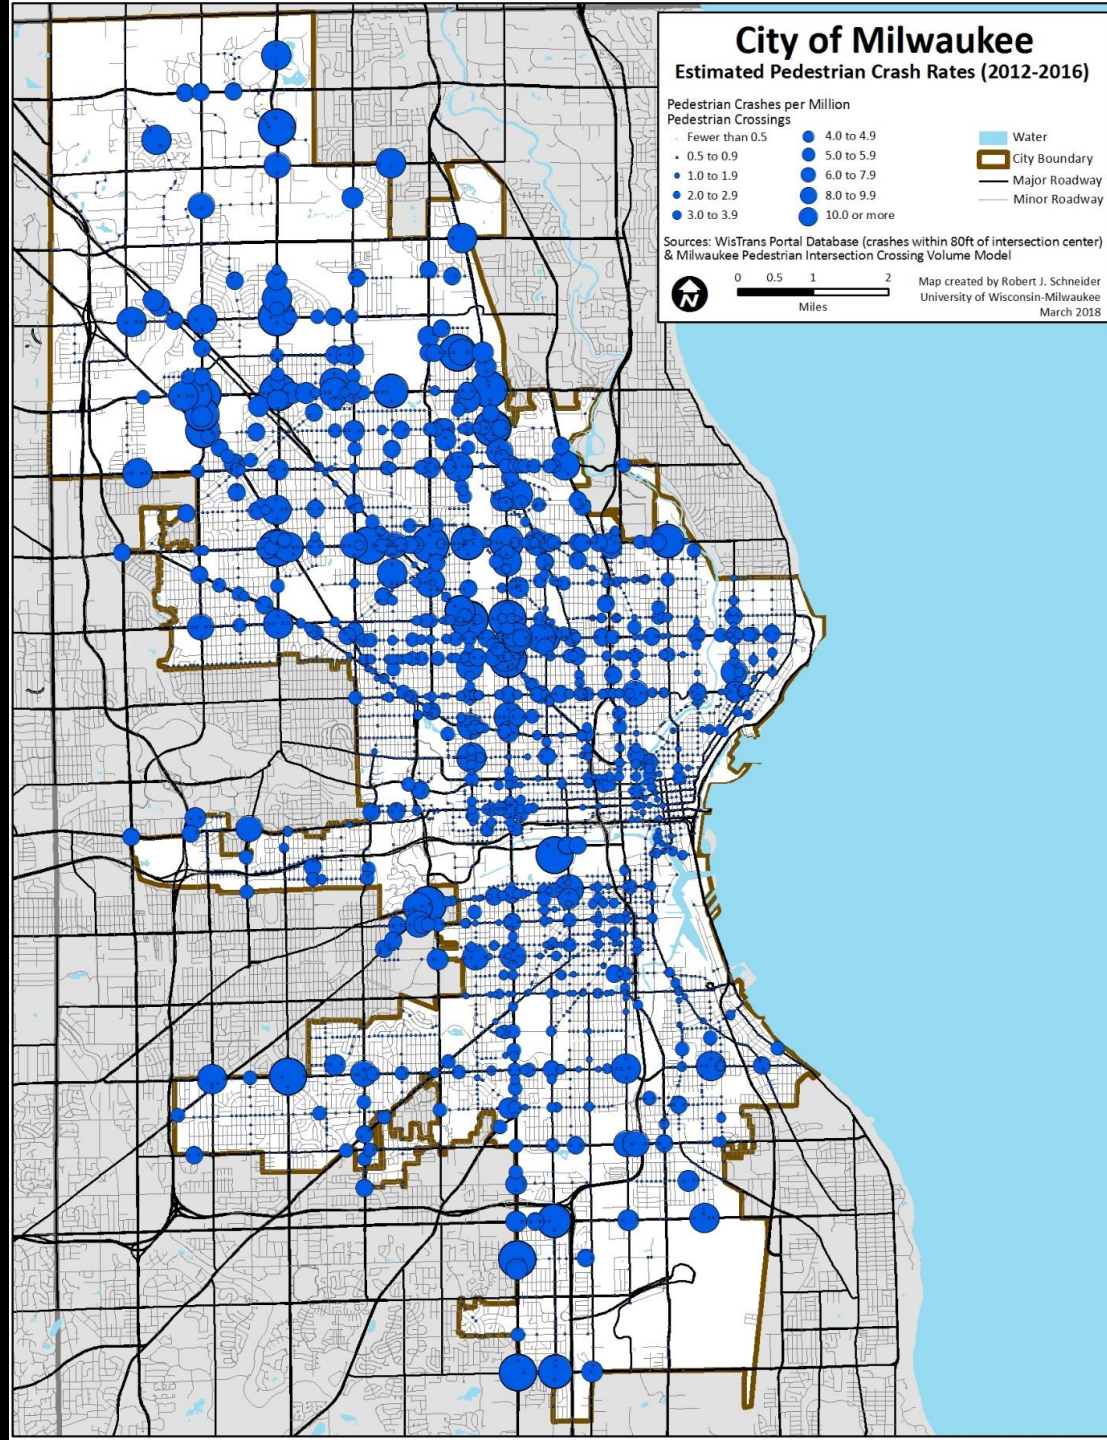 City of Milwaukee
Estimated Pedestrian Crash Rates (2012-2016)
Pedestrian Crashes per Million
Pedestrian Crossings
Fewer than 0.5
0.5 to 0.9
1.0 to 1.9
2.0 to 2.9
3.0 to 3.9
4.0 to 4.9
5.0 to 5.9
6.0 to 7.9
8.0 to 9.9
10.0 or more
Water
City Boundary
Major Roadway
Minor Roadway
Sources: WisTrans Portal Database (crashes within 80ft of intersection center)
& Milwaukee Pedestrian Intersection Crossing Volume Model
N
0 0.5 1 2
Miles
Map created by Robert J. Schneider
University of Wisconsin-Milwaukee
March 2018